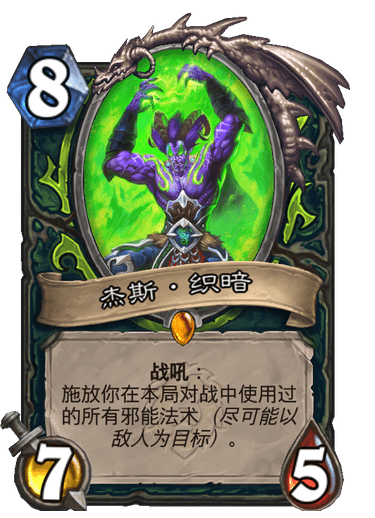 8
杰斯·织暗
战吼：
施放你在本局对战中使用过
的所有邪能法术（尽可能以
敌人为目标）。
7
5